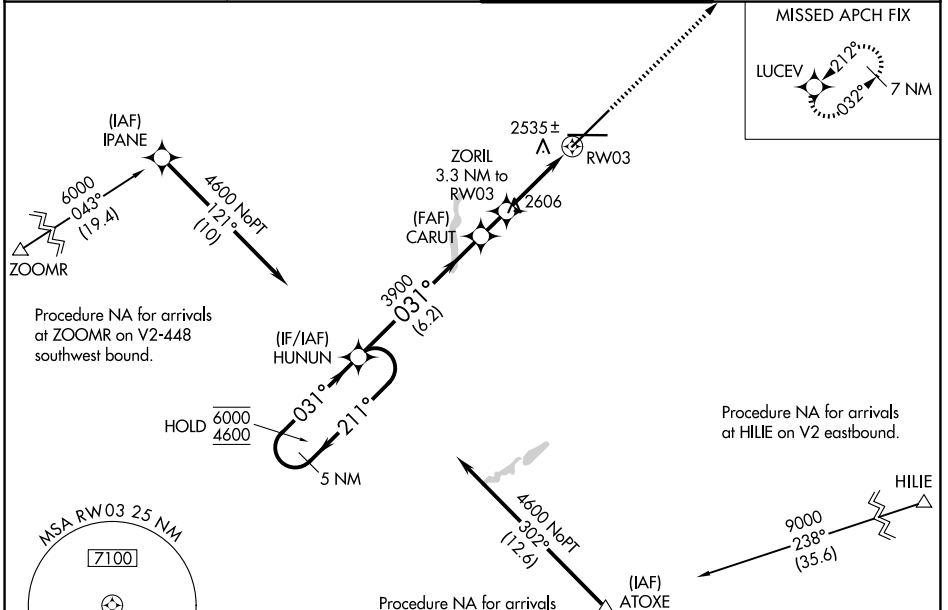 MISSED APCH FIX
LUCEV
212°
032°
7 NM
(IAF)
IPANE
6000
043°
(19.4)
ZOOMR
4600 NoPT
121°
(10)
2535 ±
RW03
ZORIL
3.3 NM to
RW03
2606
(FAF)
CARUT
3900
031°
(6.2)
Procedure NA for arrivals
at ZOOMR on V2-448
southwest bound.
(IF/IAF)
HUNUN
031°
211°
HOLD
6000
4600
5 NM
Procedure NA for arrivals
at HILIE on V2 eastbound.
HILIE
9000
238°
(35.6)
4600 NoPT
302°
(12.6)
(IAF)
ATOXE
MSA RW03 25 NM
7100
Procedure NA for arrivals